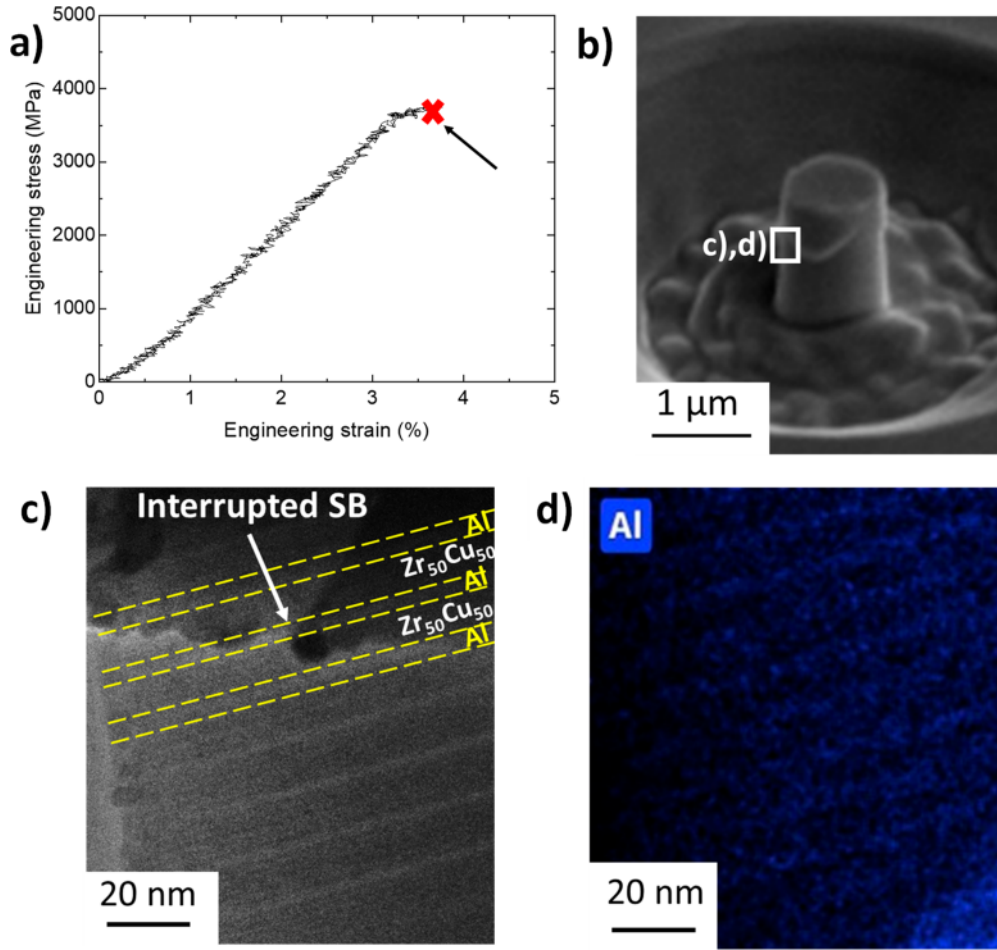 a)
5000
4000
3000
2000
1000
0
Engineering stress (MPa)
0 1 2 3 4 5
Engineering strain (%)
b)
c),d)
1 µm
c)
Interrupted SB
Al
Zr₅₀Cu₅₀
Al
Zr₅₀Cu₅₀
Al
20 nm
d)
Al
20 nm